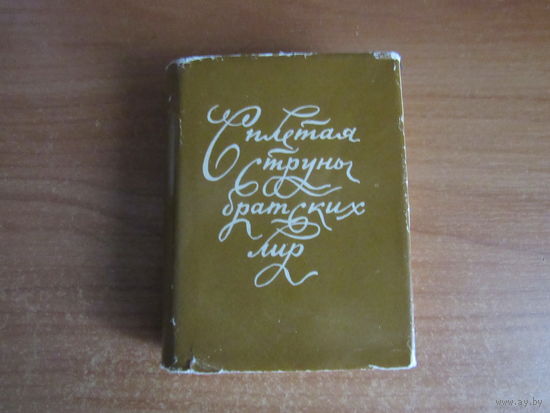 Сплетая
струны
братских
лир
www.ay.by